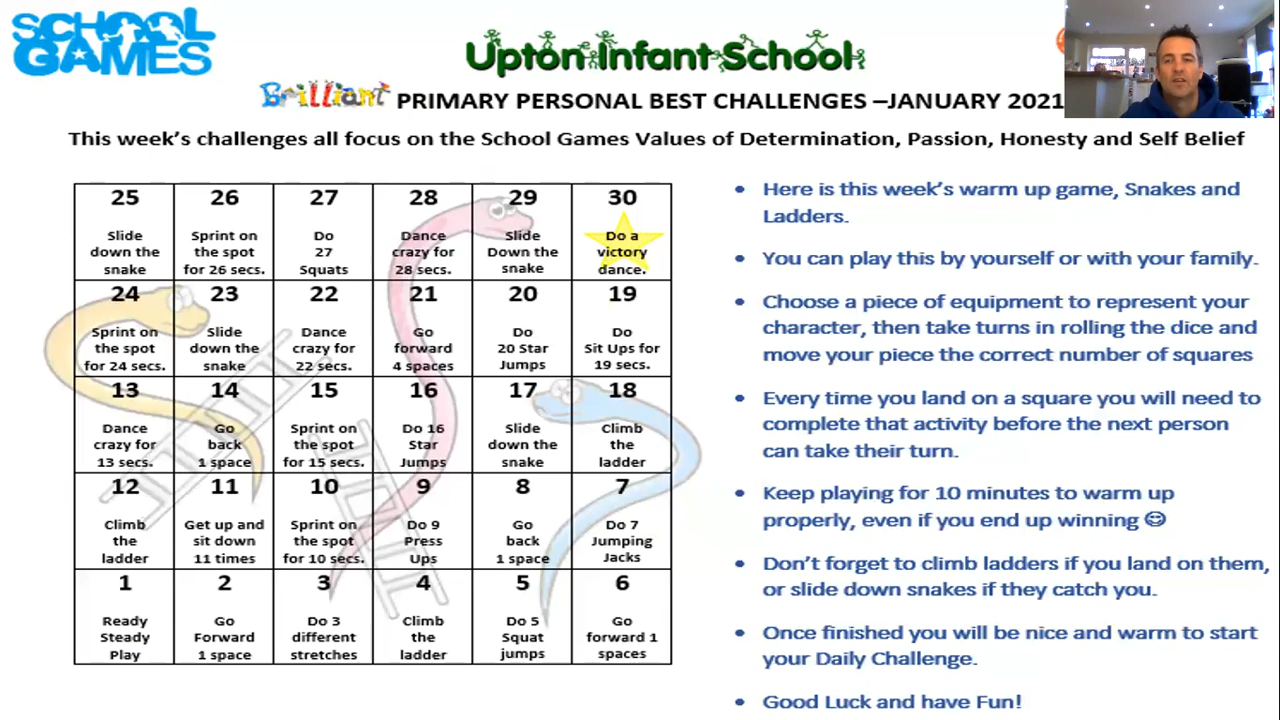 SCHOOL
GAMES
Upton Infant School
Brilliant PRIMARY PERSONAL BEST CHALLENGES –JANUARY 2021
This week's challenges all focus on the School Games Values of Determination, Passion, Honesty and Self Belief
25
Slide
down the
snake
26
Sprint on
the spot
for 26 secs.
27
Do
27
Squats
28
Dance
crazy for
28 secs.
29
Slide
Down the
snake
30
Do a
victory
dance.
24
Sprint on
the spot
for 24 secs.
23
Slide
down the
snake
22
Dance
crazy for
22 secs.
21
Go
forward
4 spaces
20
Do
20 Star
Jumps
19
Do
Sit Ups for
19 secs.
13
Dance
crazy for
13 secs.
14
Go
back
1 space
15
Sprint on
the spot
for 15 secs.
16
Do 16
Star
Jumps
17
Slide
down the
snake
18
Climb
the
ladder
12
Climb
the
ladder
11
Get up and
sit down
11 times
10
Sprint on
the spot
for 10 secs.
9
Do 9
Press
Ups
8
Go
back
1 space
7
Do 7
Jumping
Jacks
1
Ready
Steady
Play
2
Go
Forward
1 space
3
Do 3
different
stretches
4
Climb
the
ladder
5
Do 5
Squat
jumps
6
Go
forward 1
spaces
• Here is this week's warm up game, Snakes and
Ladders.
• You can play this by yourself or with your family.
• Choose a piece of equipment to represent your
character, then take turns in rolling the dice and
move your piece the correct number of squares
• Every time you land on a square you will need to
complete that activity before the next person
can take their turn.
• Keep playing for 10 minutes to warm up
properly, even if you end up winning 😊
• Don't forget to climb ladders if you land on them,
or slide down snakes if they catch you.
• Once finished you will be nice and warm to start
your Daily Challenge.
• Good Luck and have Fun!